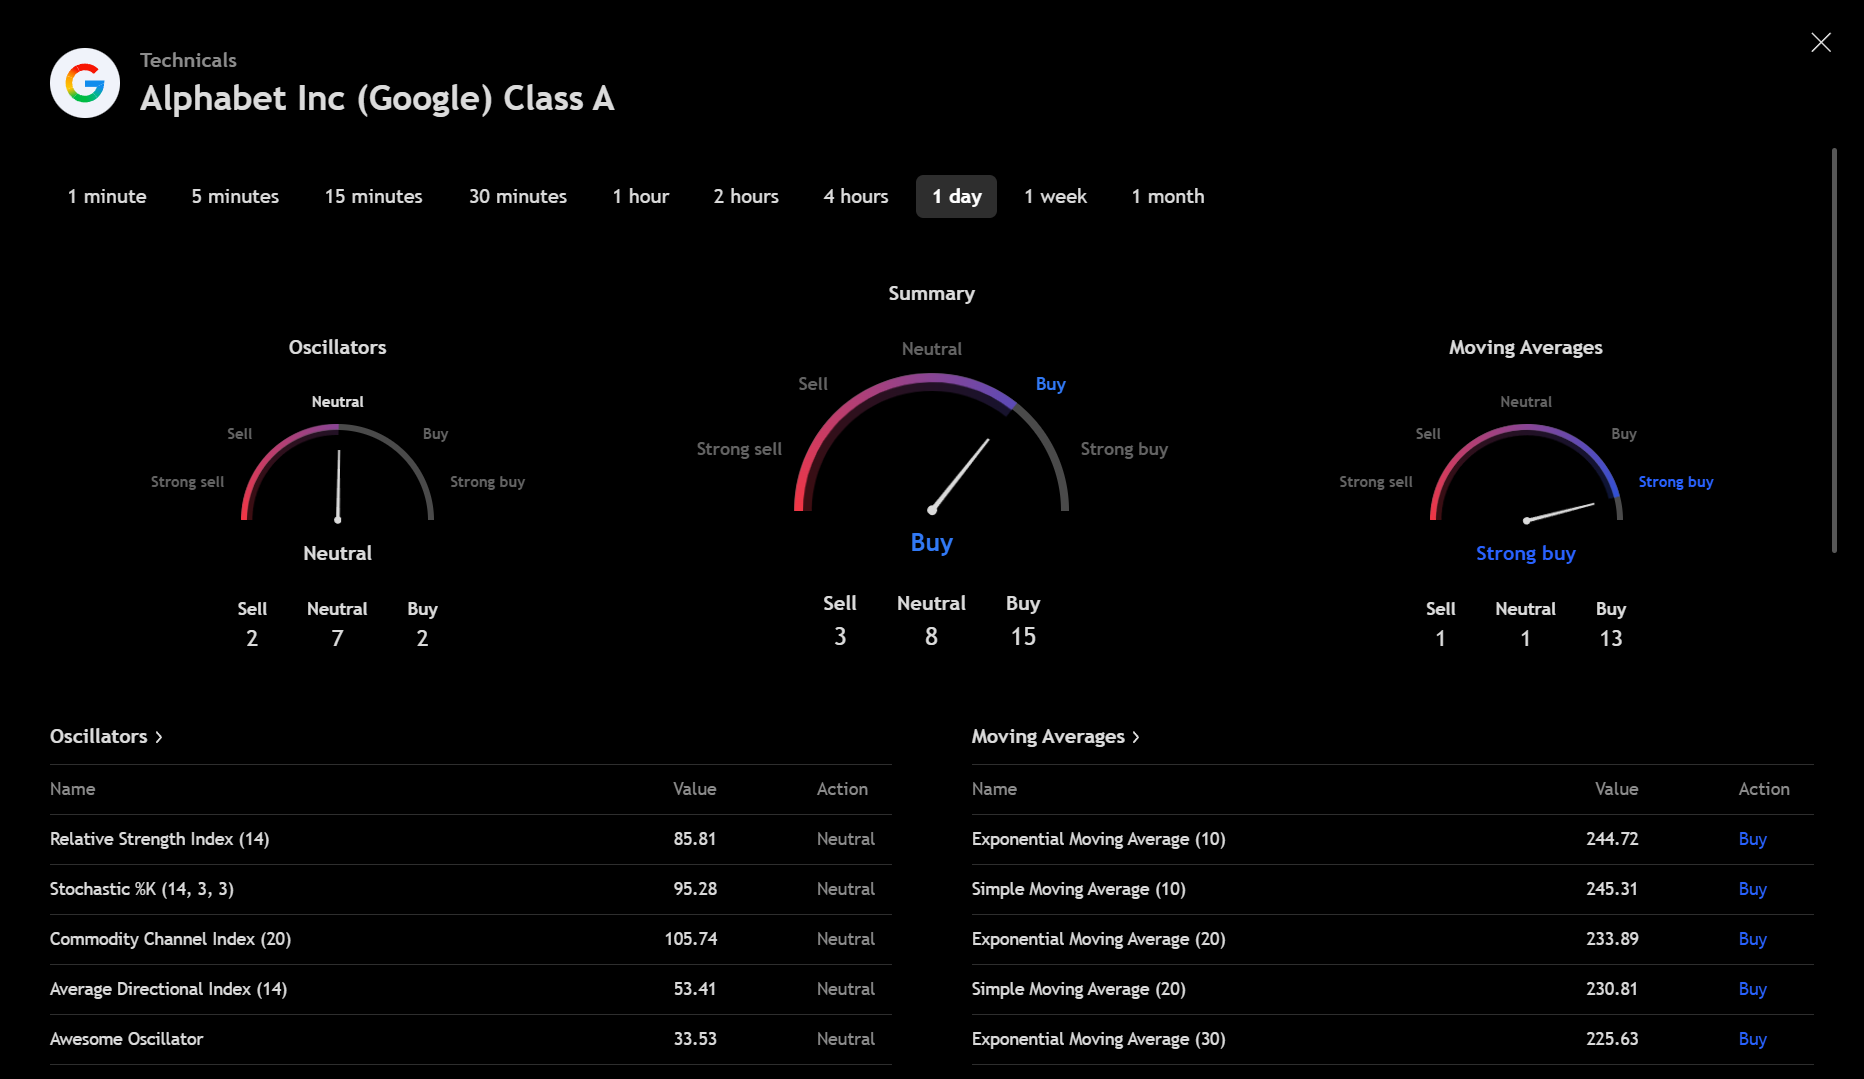 Technicals
Alphabet Inc (Google) Class A
1 minute 5 minutes 15 minutes 30 minutes 1 hour 2 hours 4 hours 1 day 1 week 1 month
Oscillators
Neutral
Sell Buy
Strong sell Strong buy
Neutral
Sell Neutral Buy
2 7 2
Summary
Neutral
Sell Buy
Strong sell Strong buy
Buy
Sell Neutral Buy
3 8 15
Moving Averages
Neutral
Sell Buy
Strong sell Strong buy
Strong buy
Sell Neutral Buy
1 1 13
Oscillators >
Name Value Action
Relative Strength Index (14) 85.81 Neutral
Stochastic %K (14, 3, 3) 95.28 Neutral
Commodity Channel Index (20) 105.74 Neutral
Average Directional Index (14) 53.41 Neutral
Awesome Oscillator 33.53 Neutral
Moving Averages >
Name Value Action
Exponential Moving Average (10) 244.72 Buy
Simple Moving Average (10) 245.31 Buy
Exponential Moving Average (20) 233.89 Buy
Simple Moving Average (20) 230.81 Buy
Exponential Moving Average (30) 225.63 Buy